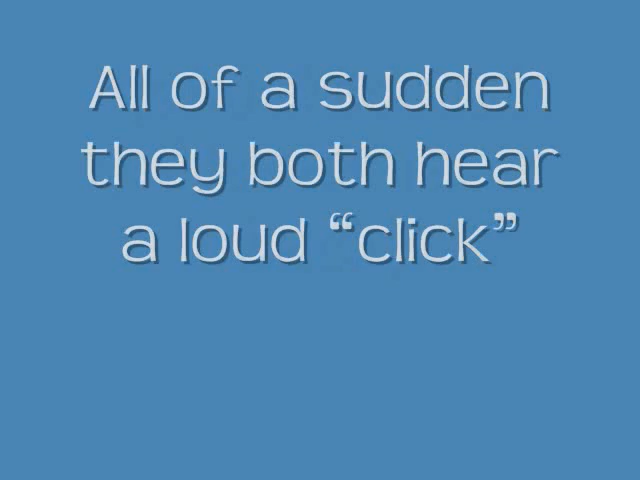 All of a sudden
they both hear
a loud “click”